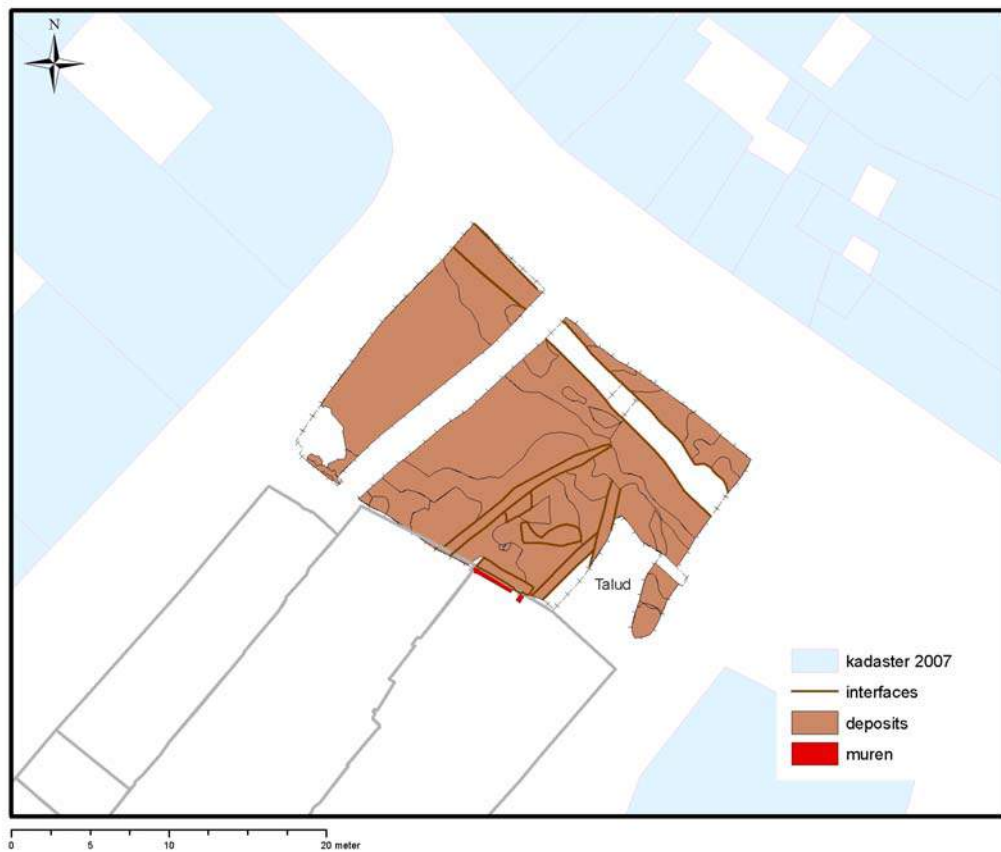 N
Talud
kadaster 2007
interfaces
deposits
muren
0 5 10 20 meter